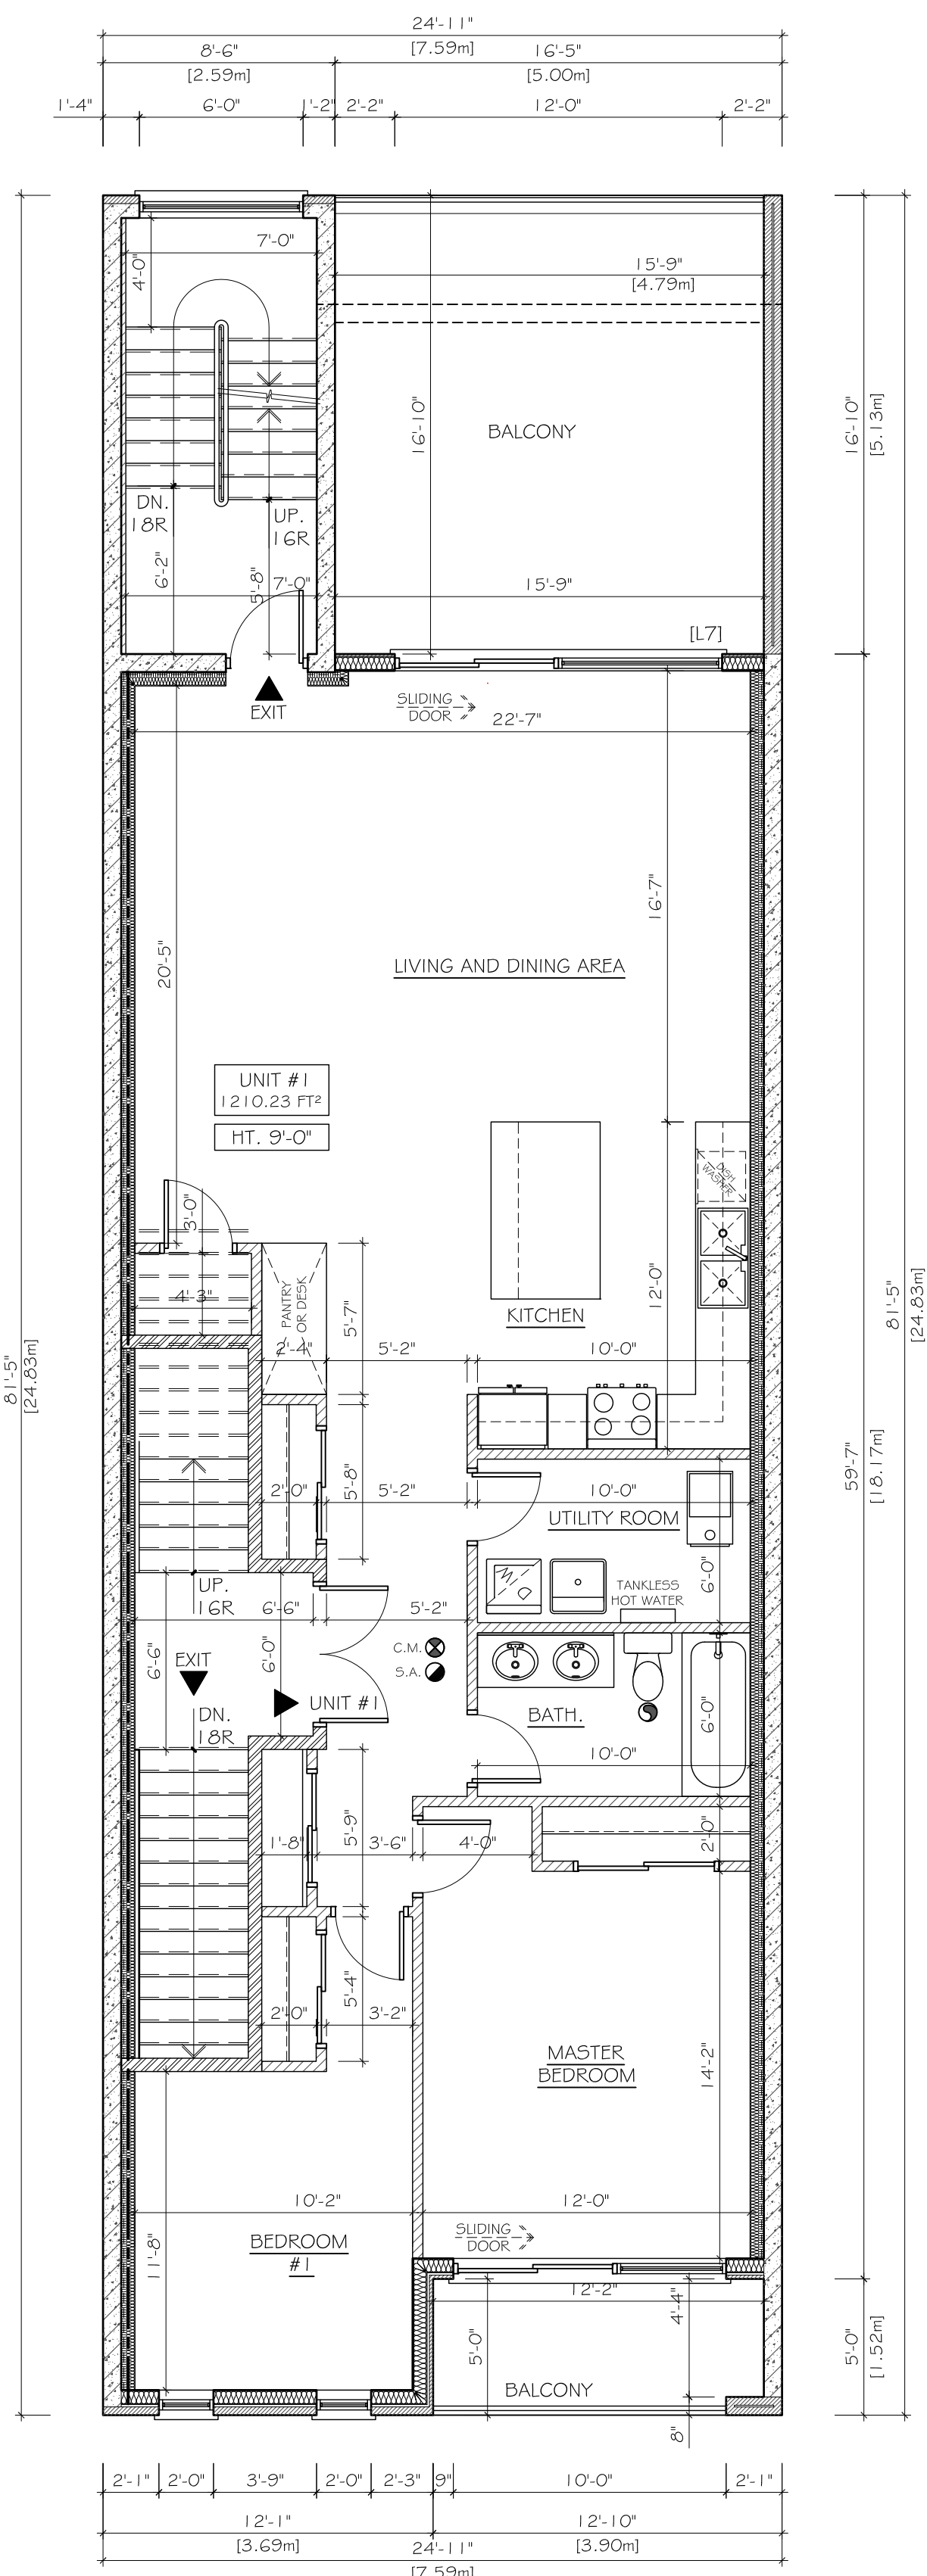 24'-11"
[7.59m]
8'-6"
[2.59m]
16'-5"
[5.00m]
1'-4"
6'-0"
1'-2"
2'-2"
12'-0"
2'-2"
7'-0"
4'-0"
15'-9"
[4.79m]
16'-10"
BALCONY
16'-10"
[5.13m]
DN.
18R
UP.
16R
6'-2"
5'-8"
7'-0"
15'-9"
[L7]
EXIT
SLIDING
DOOR
22'-7"
16'-7"
20'-5"
LIVING AND DINING AREA
UNIT #1
1210.23 FT²
HT. 9'-0"
DISH
WASHER
3'-0"
4'-3"
PANTRY
OR DESK
5'-7"
12'-0"
KITCHEN
2'-4"
5'-2"
10'-0"
81'-5"
[24.83m]
81'-5"
[24.83m]
59'-7"
[18.17m]
2'-0"
5'-8"
5'-2"
10'-0"
UTILITY ROOM
6'-0"
W
D
TANKLESS
HOT WATER
UP.
16R
6'-6"
5'-2"
6'-6"
6'-0"
EXIT
C.M.
S.A.
UNIT #1
DN.
18R
BATH.
6'-0"
10'-0"
1'-8"
5'-9"
3'-6"
4'-0"
2'-0"
2'-0"
5'-4"
3'-2"
MASTER
BEDROOM
14'-2"
10'-2"
12'-0"
BEDROOM
#1
11'-8"
SLIDING
DOOR
12'-2"
4'-4"
5'-0"
BALCONY
8"
5'-0"
[1.52m]
2'-1"
2'-0"
3'-9"
2'-0"
2'-3"
9"
10'-0"
2'-1"
12'-1"
[3.69m]
12'-10"
[3.90m]
24'-11"
[7.59m]